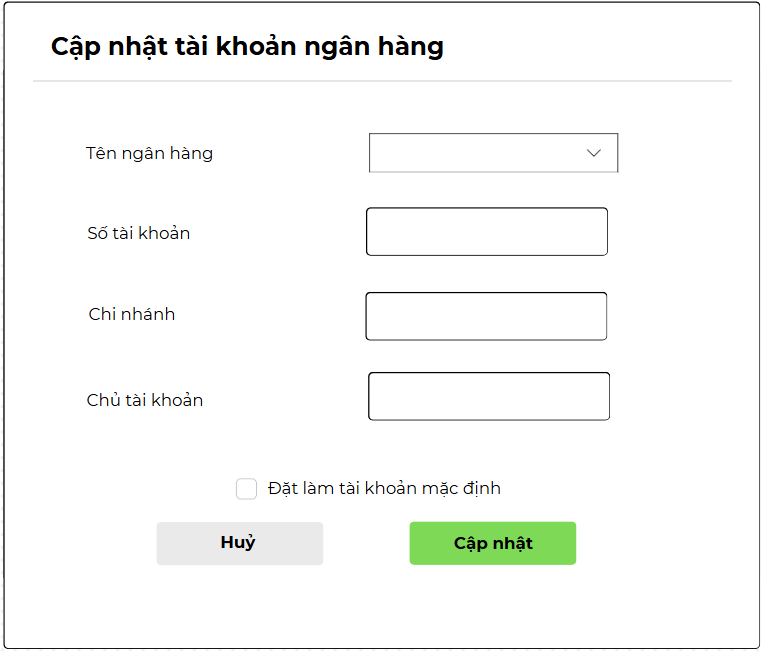 Cập nhật tài khoản ngân hàng
Tên ngân hàng
Số tài khoản
Chi nhánh
Chủ tài khoản
Đặt làm tài khoản mặc định
Huỷ
Cập nhật